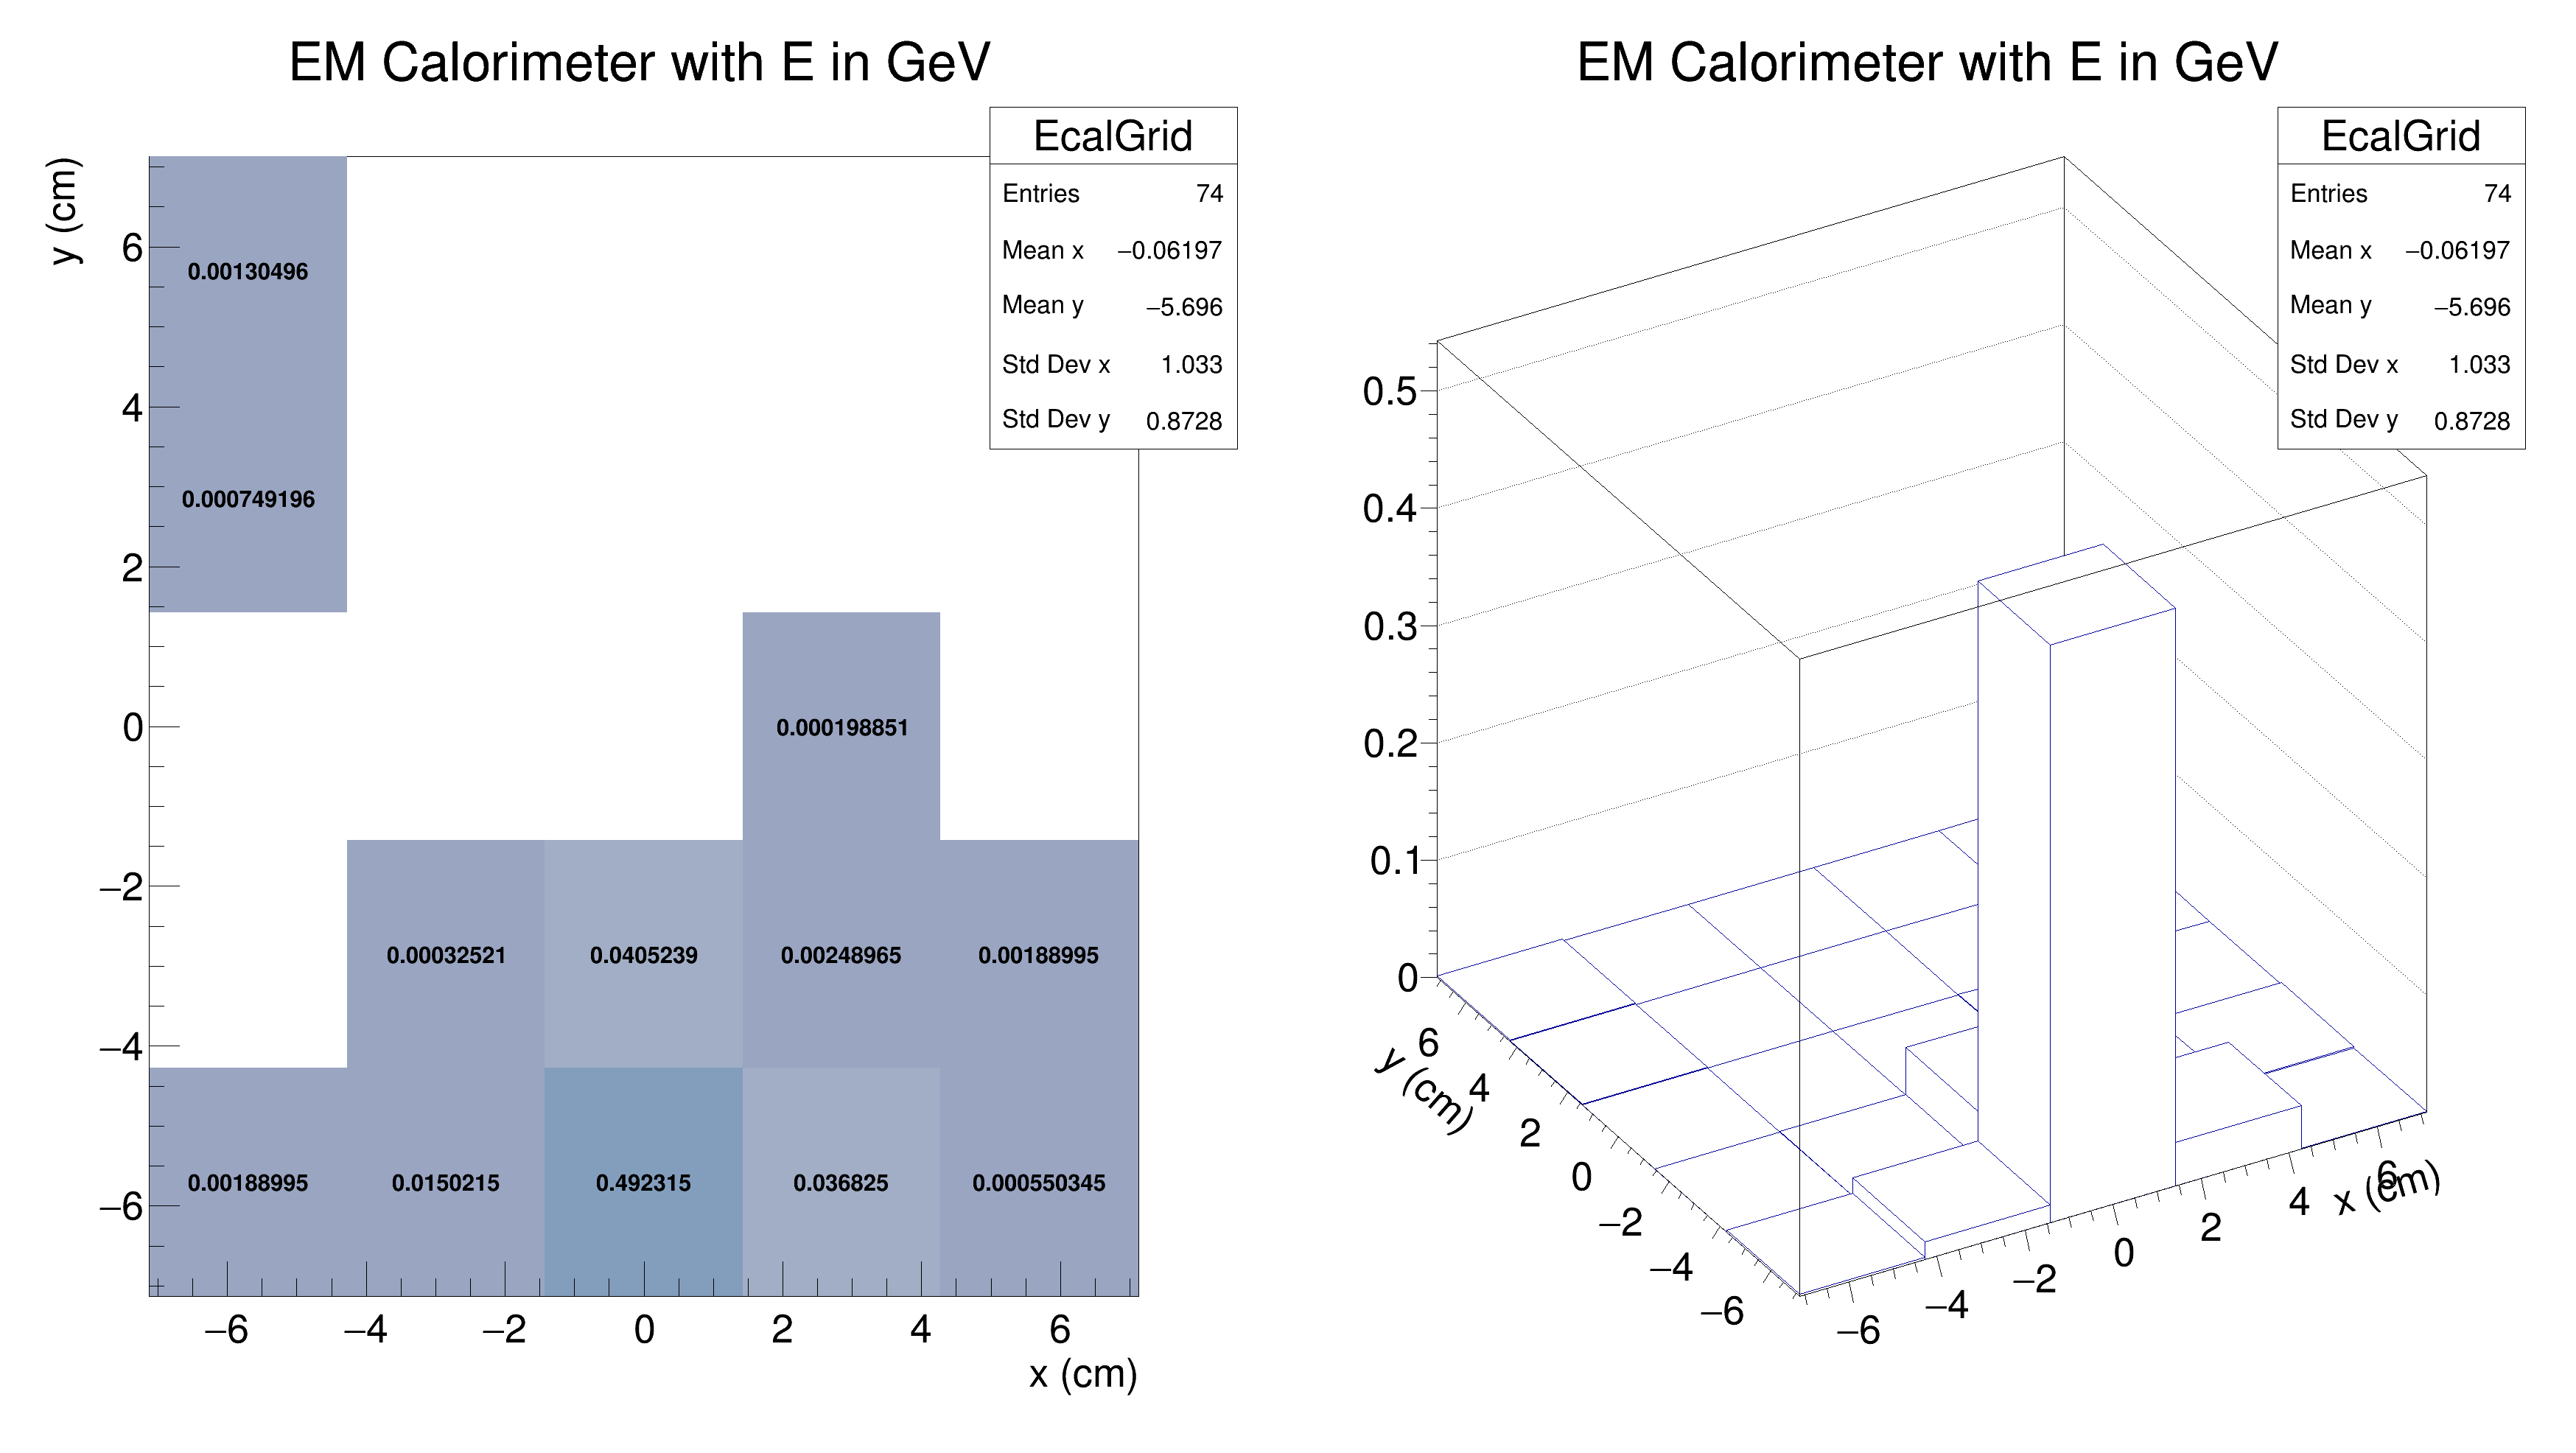 EM Calorimeter with E in GeV
EcalGrid
Entries 74
Mean x −0.06197
Mean y −5.696
Std Dev x 1.033
Std Dev y 0.8728
y (cm)
6
4
2
0
−2
−4
−6
0.00130496
0.000749196
0.000198851
0.00032521 0.0405239 0.00248965 0.00188995
0.00188995 0.0150215 0.492315 0.036825 0.000550345
−6 −4 −2 0 2 4 6
x (cm)
EM Calorimeter with E in GeV
EcalGrid
Entries 74
Mean x −0.06197
Mean y −5.696
Std Dev x 1.033
Std Dev y 0.8728
0.5
0.4
0.3
0.2
0.1
0
6
4
2
0
−2
−4
−6
y (cm)
−6
−4
−2
0
2
4
6
x (cm)